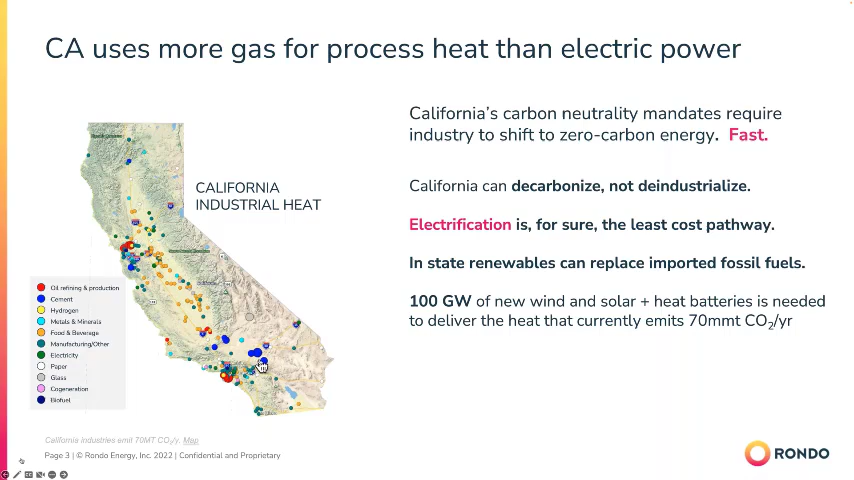 CA uses more gas for process heat than electric power
California's carbon neutrality mandates require
industry to shift to zero-carbon energy. Fast.
CALIFORNIA
INDUSTRIAL HEAT
California can decarbonize, not deindustrialize.
Electrification is, for sure, the least cost pathway.
In state renewables can replace imported fossil fuels.
100 GW of new wind and solar + heat batteries is needed
to deliver the heat that currently emits 70mmt CO₂/yr
Oil refining & production
Cement
Hydrogen
Metals & Minerals
Food & Beverage
Manufacturing/Other
Electricity
Paper
Glass
Cogeneration
Biofuel
California industries emit 70MT CO₂/y. Map
Page 3 | © Rondo Energy, Inc. 2022 | Confidential and Proprietary
RONDO